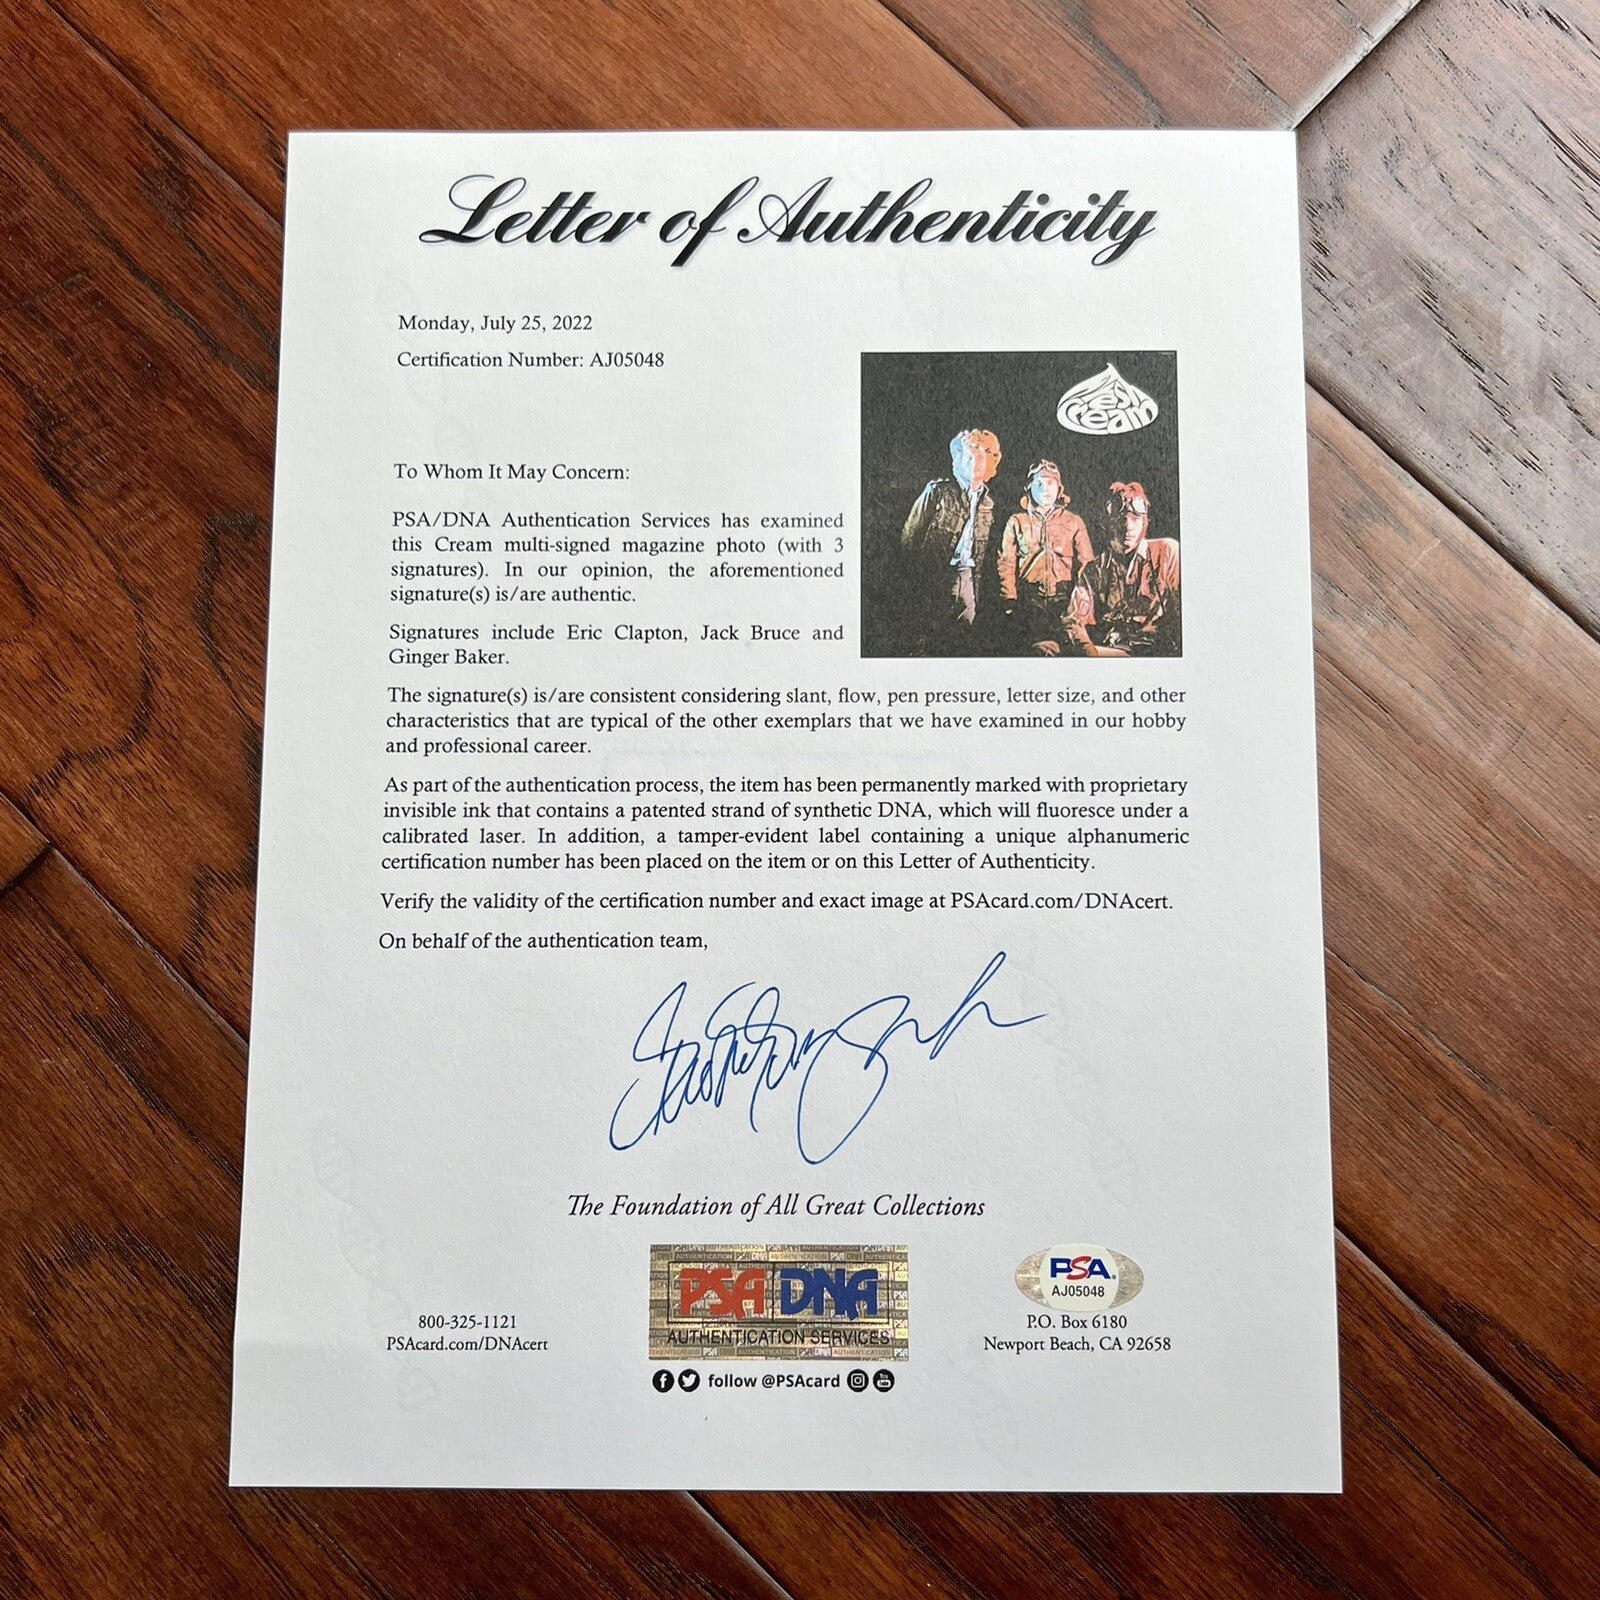 Letter of Authenticity
Monday, July 25, 2022
Certification Number: AJ05048
Fresh
Cream
To Whom It May Concern:
PSA/DNA Authentication Services has examined
this Cream multi-signed magazine photo (with 3
signatures). In our opinion, the aforementioned
signature(s) is/are authentic.
Signatures include Eric Clapton, Jack Bruce and
Ginger Baker.
The signature(s) is/are consistent considering slant, flow, pen pressure, letter size, and other
characteristics that are typical of the other exemplars that we have examined in our hobby
and professional career.
As part of the authentication process, the item has been permanently marked with proprietary
invisible ink that contains a patented strand of synthetic DNA, which will fluoresce under a
calibrated laser. In addition, a tamper-evident label containing a unique alphanumeric
certification number has been placed on the item or on this Letter of Authenticity.
Verify the validity of the certification number and exact image at PSAcard.com/DNAcert.
On behalf of the authentication team,
The Foundation of All Great Collections
800-325-1121
PSAcard.com/DNAcert
PSA DNA
AUTHENTICATION SERVICES
follow @PSAcard
PSA
AJ05048
P.O. Box 6180
Newport Beach, CA 92658